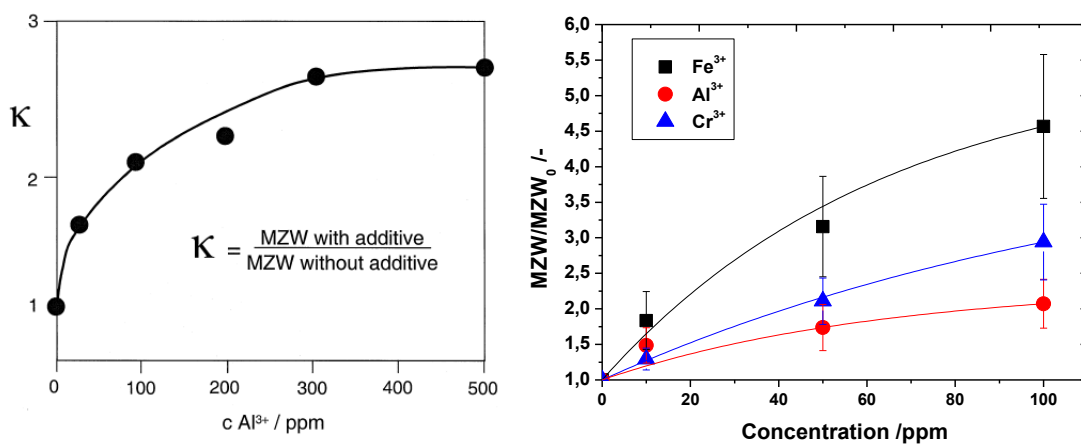 3
2
1
κ
κ = MZW with additive
MZW without additive
0
100
200
300
400
500
c Al³⁺ / ppm
6,0
5,5
5,0
4,5
4,0
3,5
3,0
2,5
2,0
1,5
1,0
MZW/MZW₀ /-
Fe³⁺
Al³⁺
Cr³⁺
0
20
40
60
80
100
Concentration /ppm